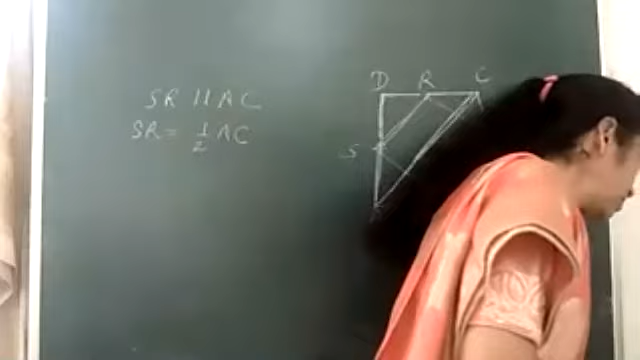 SR || AC
SR = 1/2 AC
D R C
S